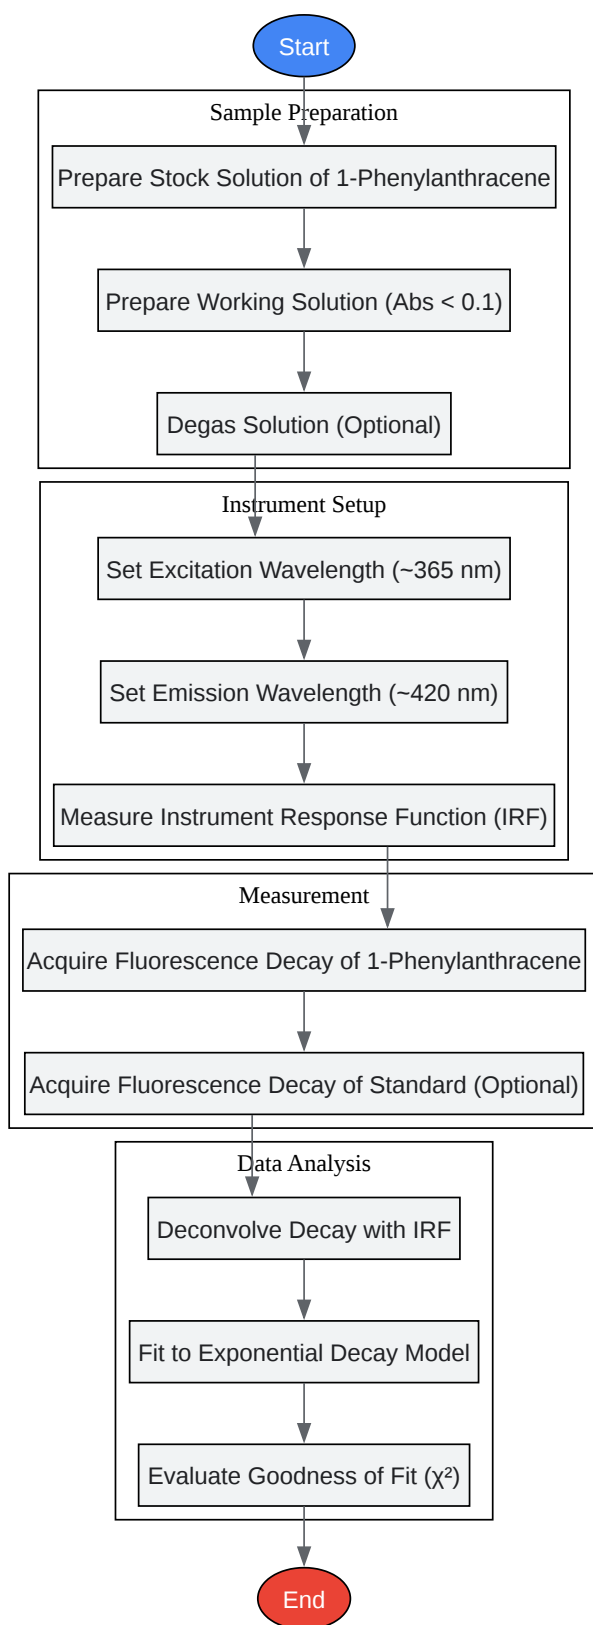 Start
Sample Preparation
Prepare Stock Solution of 1-Phenylanthracene
Prepare Working Solution (Abs < 0.1)
Degas Solution (Optional)
Instrument Setup
Set Excitation Wavelength (~365 nm)
Set Emission Wavelength (~420 nm)
Measure Instrument Response Function (IRF)
Measurement
Acquire Fluorescence Decay of 1-Phenylanthracene
Acquire Fluorescence Decay of Standard (Optional)
Data Analysis
Deconvolve Decay with IRF
Fit to Exponential Decay Model
Evaluate Goodness of Fit (χ²)
End